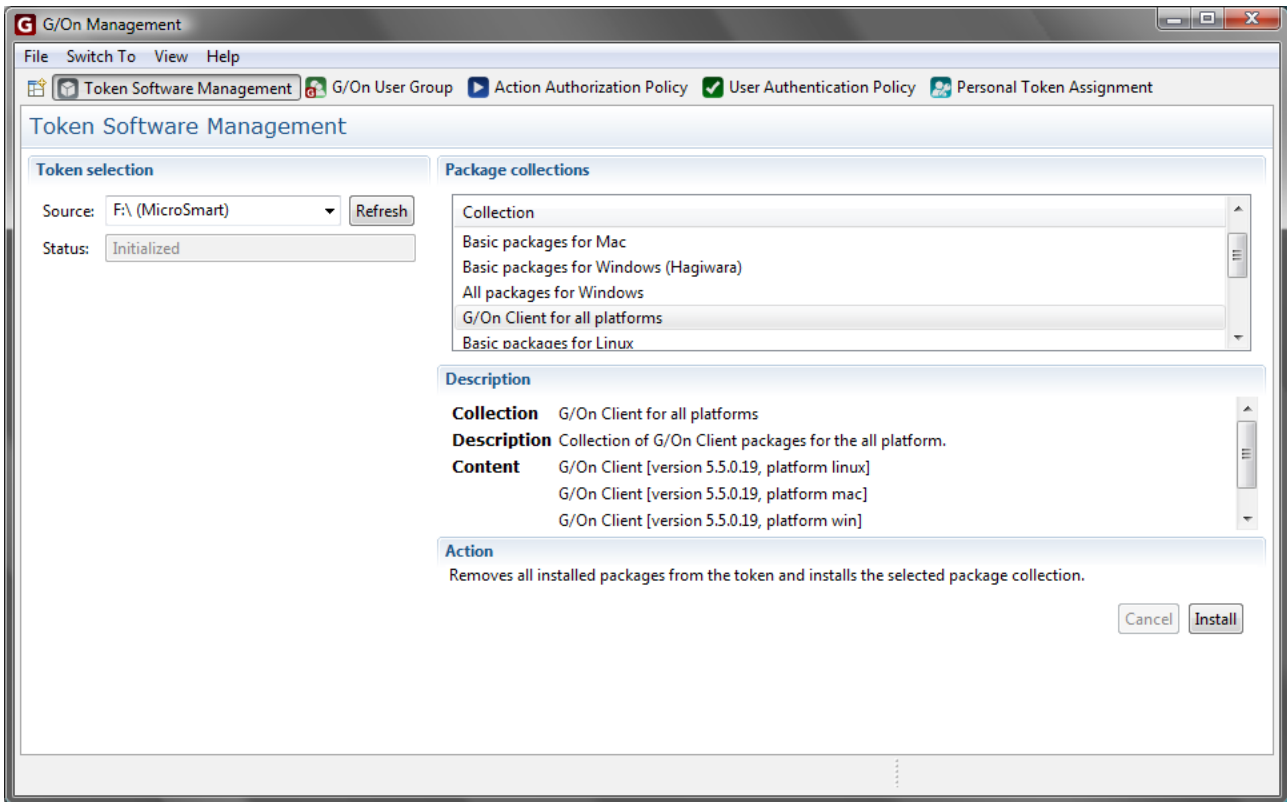 G G/On Management
File Switch To View Help
Token Software Management G/On User Group Action Authorization Policy User Authentication Policy Personal Token Assignment
Token Software Management
Token selection
Source: F:\ (MicroSmart) Refresh
Status: Initialized
Package collections
Collection
Basic packages for Mac
Basic packages for Windows (Hagiwara)
All packages for Windows
G/On Client for all platforms
Basic packages for Linux
Description
Collection G/On Client for all platforms
Description Collection of G/On Client packages for the all platform.
Content G/On Client [version 5.5.0.19, platform linux]
G/On Client [version 5.5.0.19, platform mac]
G/On Client [version 5.5.0.19, platform win]
Action
Removes all installed packages from the token and installs the selected package collection.
Cancel Install